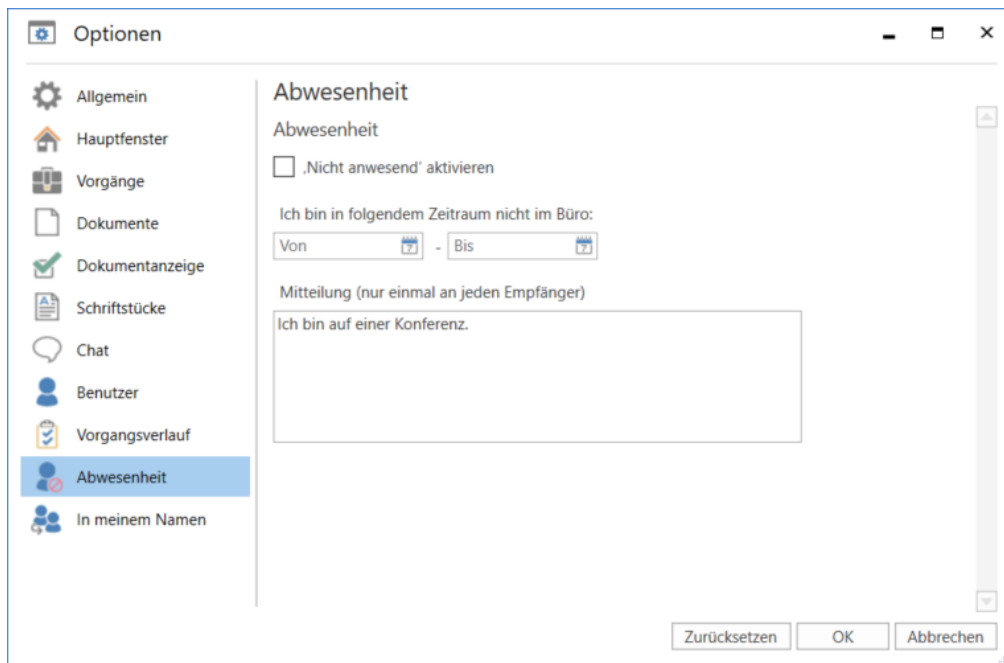 Optionen
Allgemein
Hauptfenster
Vorgänge
Dokumente
Dokumentanzeige
Schriftstücke
Chat
Benutzer
Vorgangsverlauf
Abwesenheit
In meinem Namen
Abwesenheit
Abwesenheit
‚Nicht anwesend‘ aktivieren
Ich bin in folgendem Zeitraum nicht im Büro:
Von - Bis
Mitteilung (nur einmal an jeden Empfänger)
Ich bin auf einer Konferenz.
Zurücksetzen OK Abbrechen